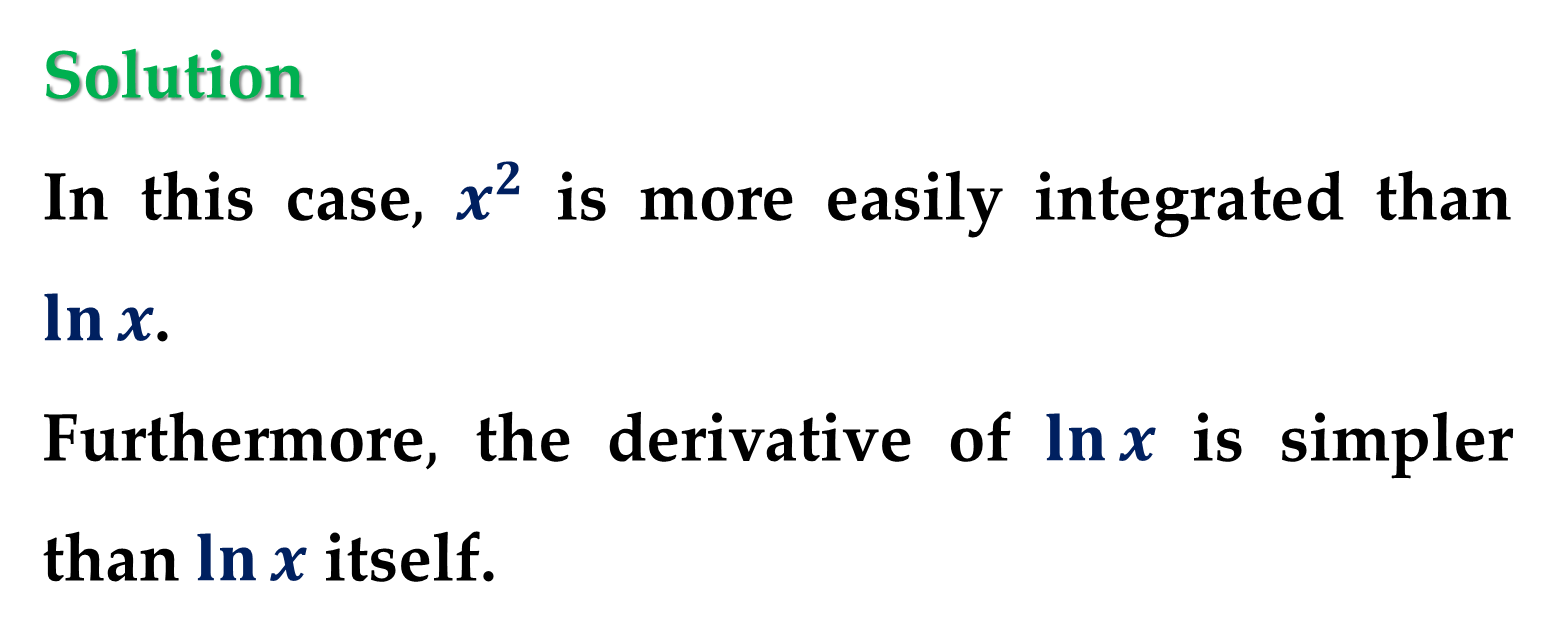 Solution
In this case, x² is more easily integrated than
ln x.
Furthermore, the derivative of ln x is simpler
than ln x itself.